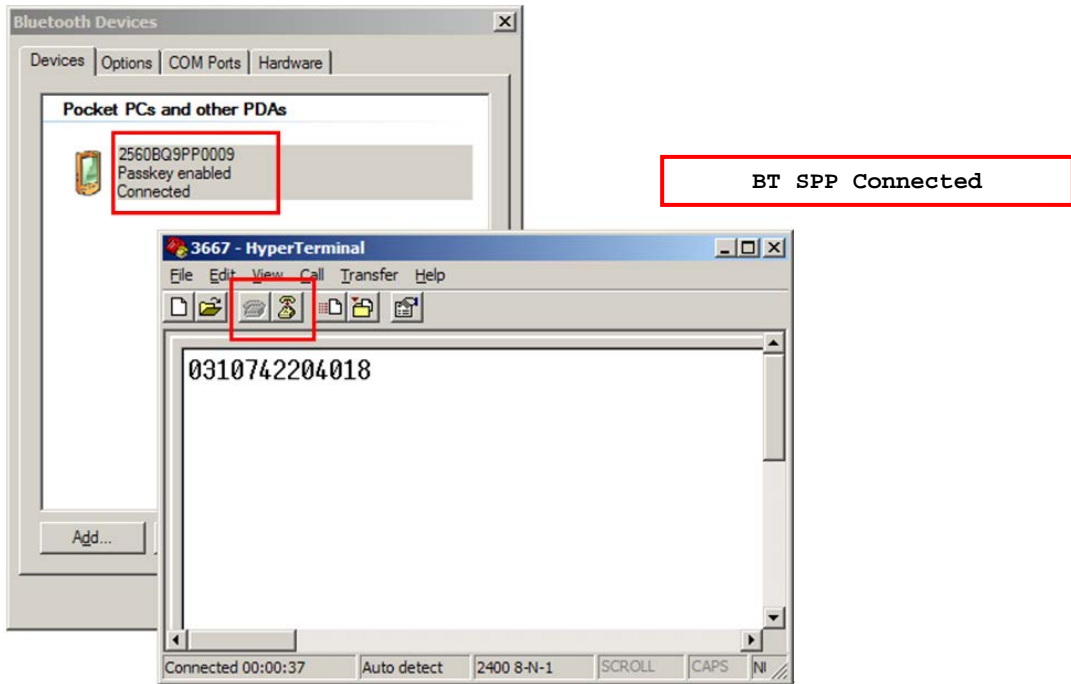 Bluetooth Devices
Devices Options COM Ports Hardware
Pocket PCs and other PDAs
2560BQ9PP0009
Passkey enabled
Connected
Add...
BT SPP Connected
3667 - HyperTerminal
File Edit View Call Transfer Help
0310742204018
Connected 00:00:37 Auto detect 2400 8-N-1 SCROLL CAPS